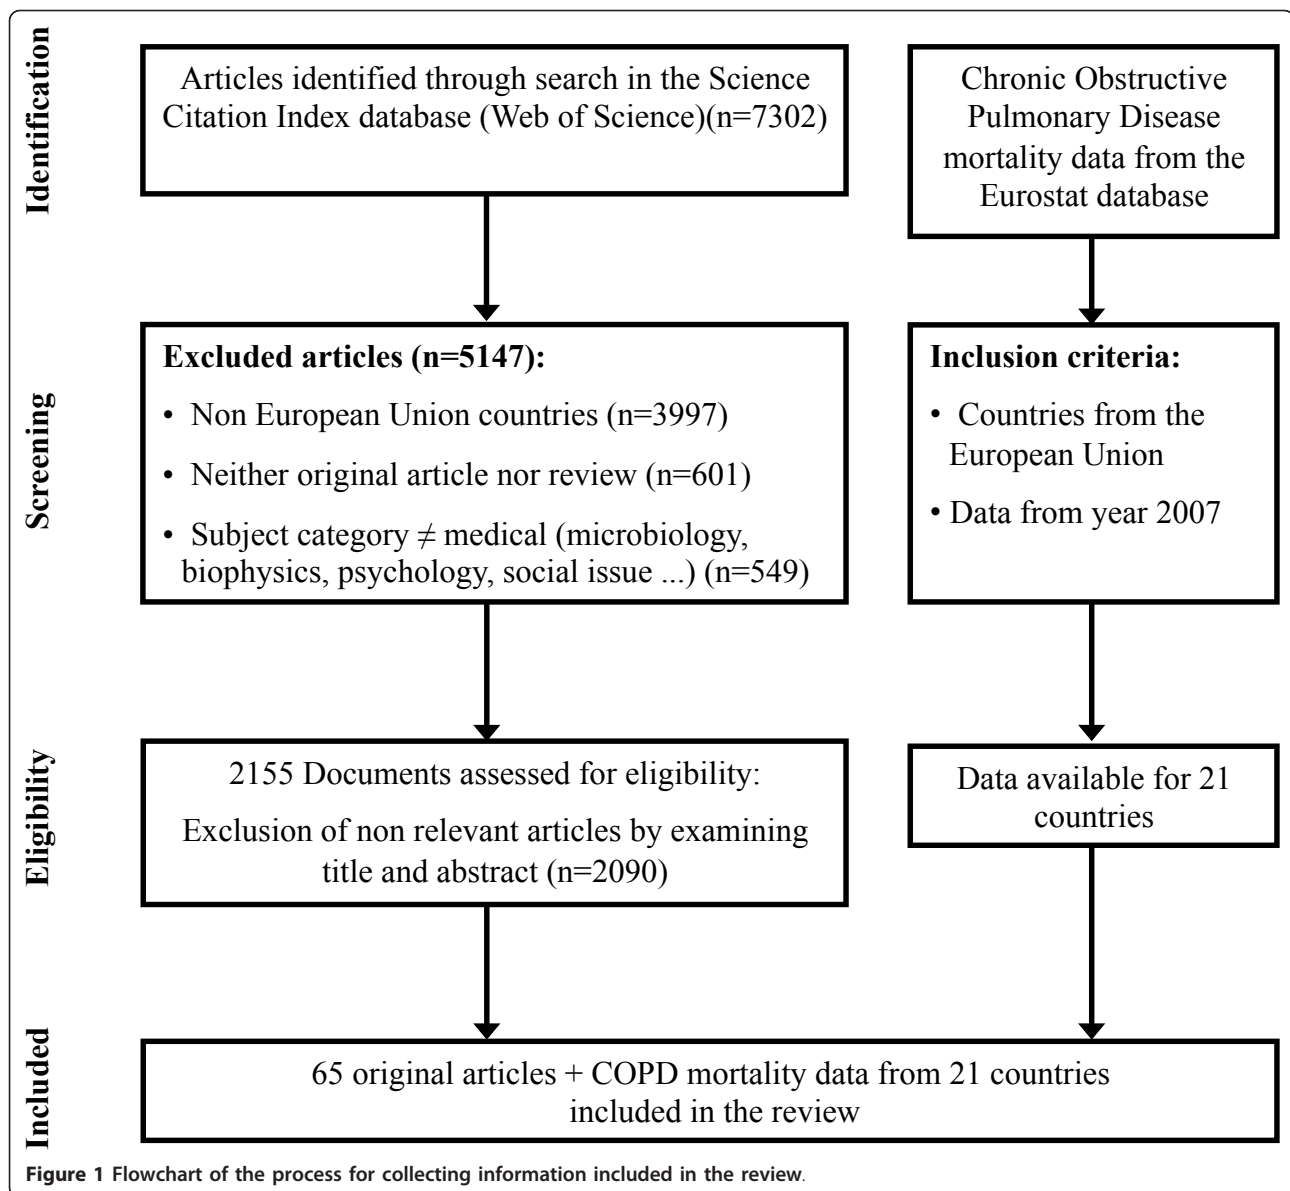 Identification
Articles identified through search in the Science
Citation Index database (Web of Science)(n=7302)
Chronic Obstructive
Pulmonary Disease
mortality data from the
Eurostat database
Screening
Excluded articles (n=5147):
• Non European Union countries (n=3997)
• Neither original article nor review (n=601)
• Subject category ≠ medical (microbiology,
biophysics, psychology, social issue ...) (n=549)
Inclusion criteria:
• Countries from the
European Union
• Data from year 2007
Eligibility
2155 Documents assessed for eligibility:
Exclusion of non relevant articles by examining
title and abstract (n=2090)
Data available for 21
countries
Included
65 original articles + COPD mortality data from 21 countries
included in the review
Figure 1 Flowchart of the process for collecting information included in the review.